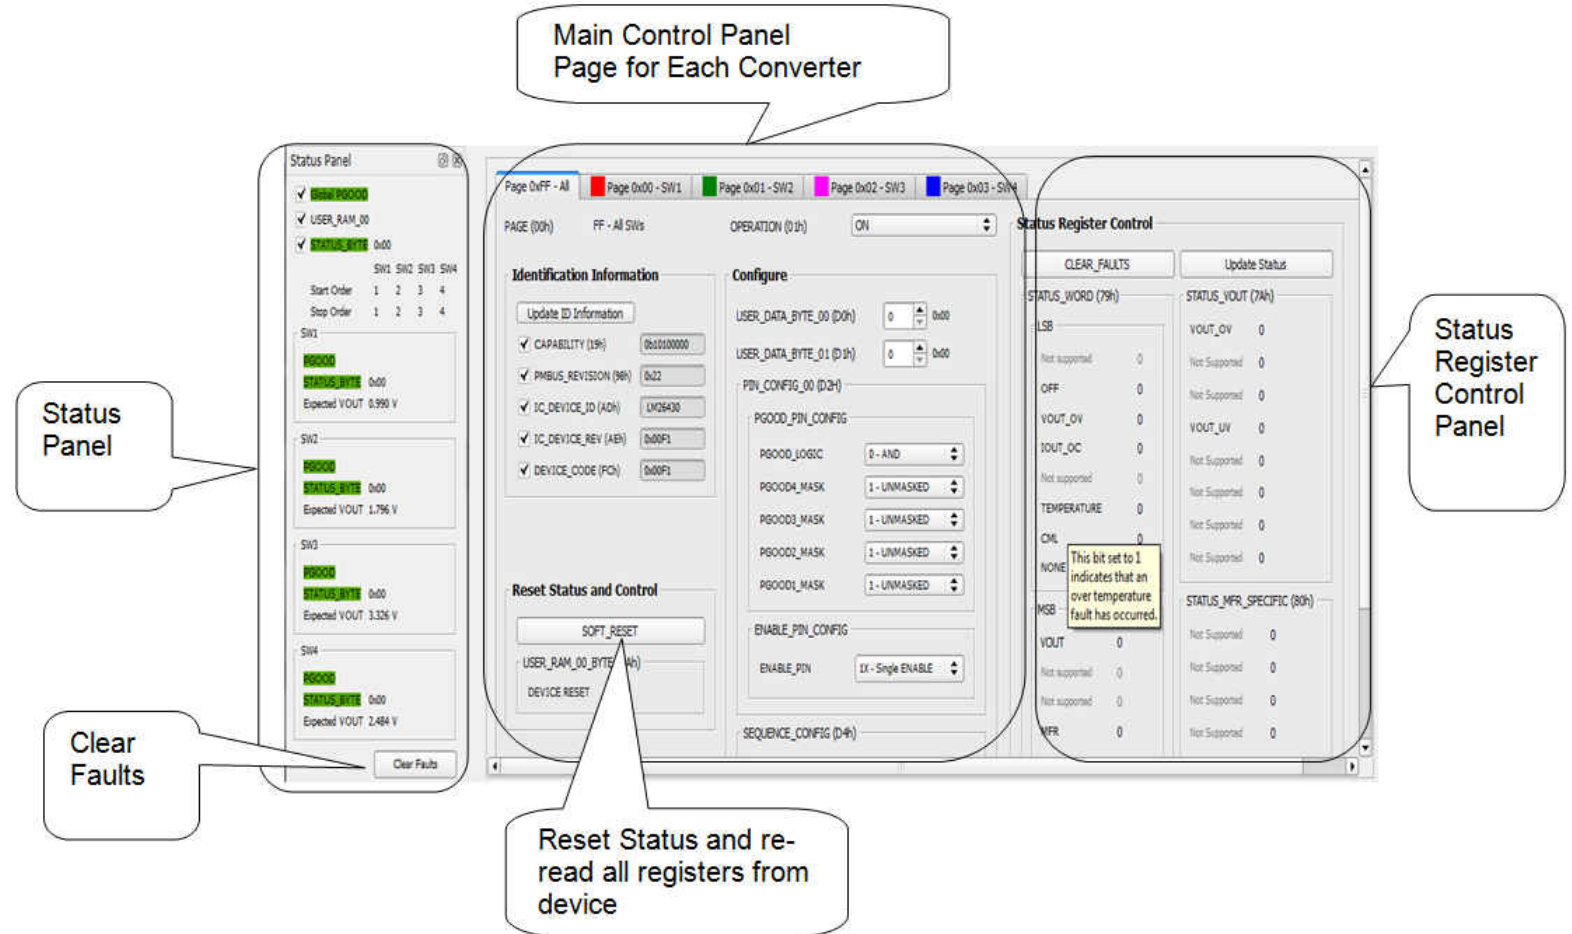 Main Control Panel
Page for Each Converter
Status Panel
Global PGOOD
USER_RAM_00
STATUS_BYTE 0x00
SW1 SW2 SW3 SW4
Start Order 1 2 3 4
Stop Order 1 2 3 4
SW1
PGOOD
STATUS_BYTE 0x00
Expected VOUT 0.990 V
SW2
PGOOD
STATUS_BYTE 0x00
Expected VOUT 1.796 V
SW3
PGOOD
STATUS_BYTE 0x00
Expected VOUT 3.326 V
SW4
PGOOD
STATUS_BYTE 0x00
Expected VOUT 2.484 V
Clear Faults
Status
Panel
Clear
Faults
Page 0xFF - All
Page 0x00 - SW1
Page 0x01 - SW2
Page 0x02 - SW3
Page 0x03 - SW4
PAGE (00h) FF - All SWs
OPERATION (01h) ON
Identification Information
Update ID Information
CAPABILITY (19h) 0b10100000
PMBUS_REVISION (98h) 0x22
IC_DEVICE_ID (ADh) LM26430
IC_DEVICE_REV (AEh) 0x00F1
DEVICE_CODE (FCh) 0x00F1
Reset Status and Control
SOFT_RESET
USER_RAM_00_BYTE Ah)
DEVICE RESET
Configure
USER_DATA_BYTE_00 (D0h) 0 0x00
USER_DATA_BYTE_01 (D1h) 0 0x00
PIN_CONFIG_00 (D2H)
PGOOD_PIN_CONFIG
PGOOD_LOGIC 0 - AND
PGOOD4_MASK 1 - UNMASKED
PGOOD3_MASK 1 - UNMASKED
PGOOD2_MASK 1 - UNMASKED
PGOOD1_MASK 1 - UNMASKED
ENABLE_PIN_CONFIG
ENABLE_PIN 1X - Single ENABLE
SEQUENCE_CONFIG (D4h)
Status Register Control
CLEAR_FAULTS
Update Status
STATUS_WORD (79h)
LSB
Not supported 0
OFF 0
VOUT_OV 0
IOUT_OC 0
Not supported 0
TEMPERATURE 0
CML 0
NONE
This bit set to 1
indicates that an
over temperature
fault has occurred.
MSB
VOUT 0
Not supported 0
Not supported 0
MFR 0
STATUS_VOUT (7Ah)
VOUT_OV 0
Not Supported 0
Not Supported 0
VOUT_UV 0
Not Supported 0
Not Supported 0
Not Supported 0
Not Supported 0
STATUS_MFR_SPECIFIC (80h)
Not Supported 0
Not Supported 0
Not Supported 0
Not Supported 0
Status
Register
Control
Panel
Reset Status and re-
read all registers from
device